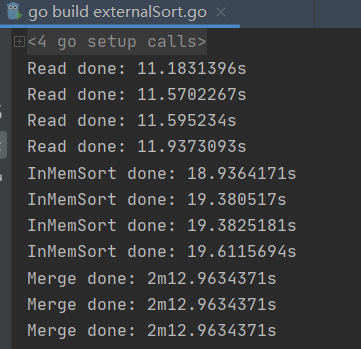 go build externalSort.go
<4 go setup calls>
Read done: 11.1831396s
Read done: 11.5702267s
Read done: 11.595234s
Read done: 11.9373093s
InMemSort done: 18.9364171s
InMemSort done: 19.380517s
InMemSort done: 19.3825181s
InMemSort done: 19.6115694s
Merge done: 2m12.9634371s
Merge done: 2m12.9634371s
Merge done: 2m12.9634371s